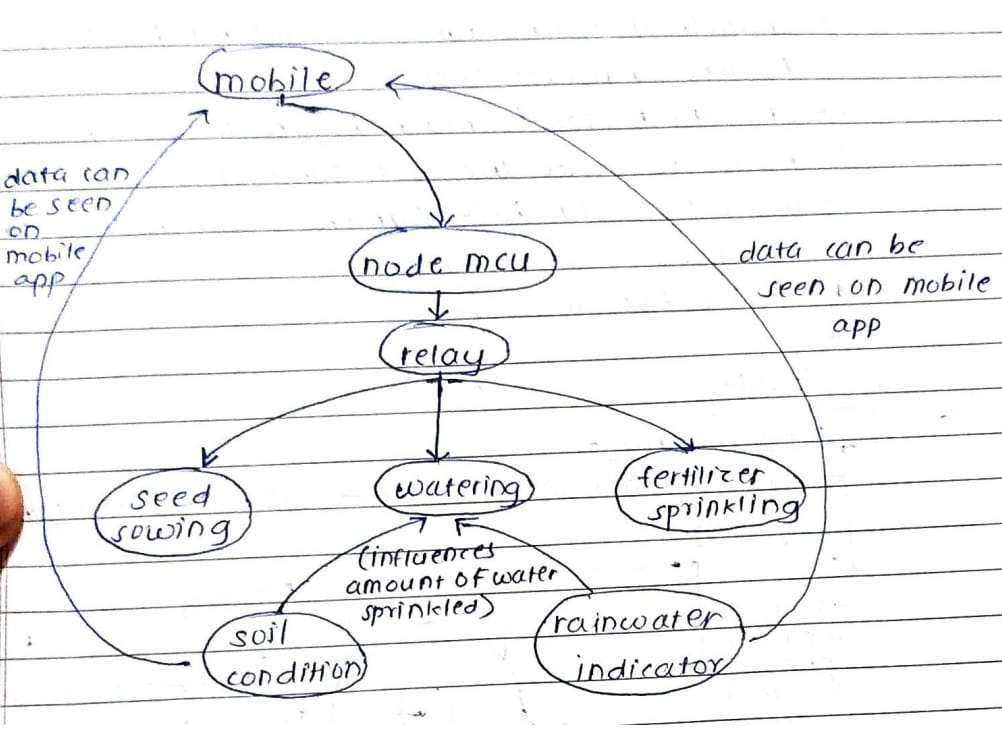 mobile
data can
be seen
on
mobile
app
node mcu
data can be
seen on mobile
app
relay
seed
sowing
watering
fertilizer
sprinkling
(influences
amount of water
sprinkled)
soil
condition
rainwater
indicator